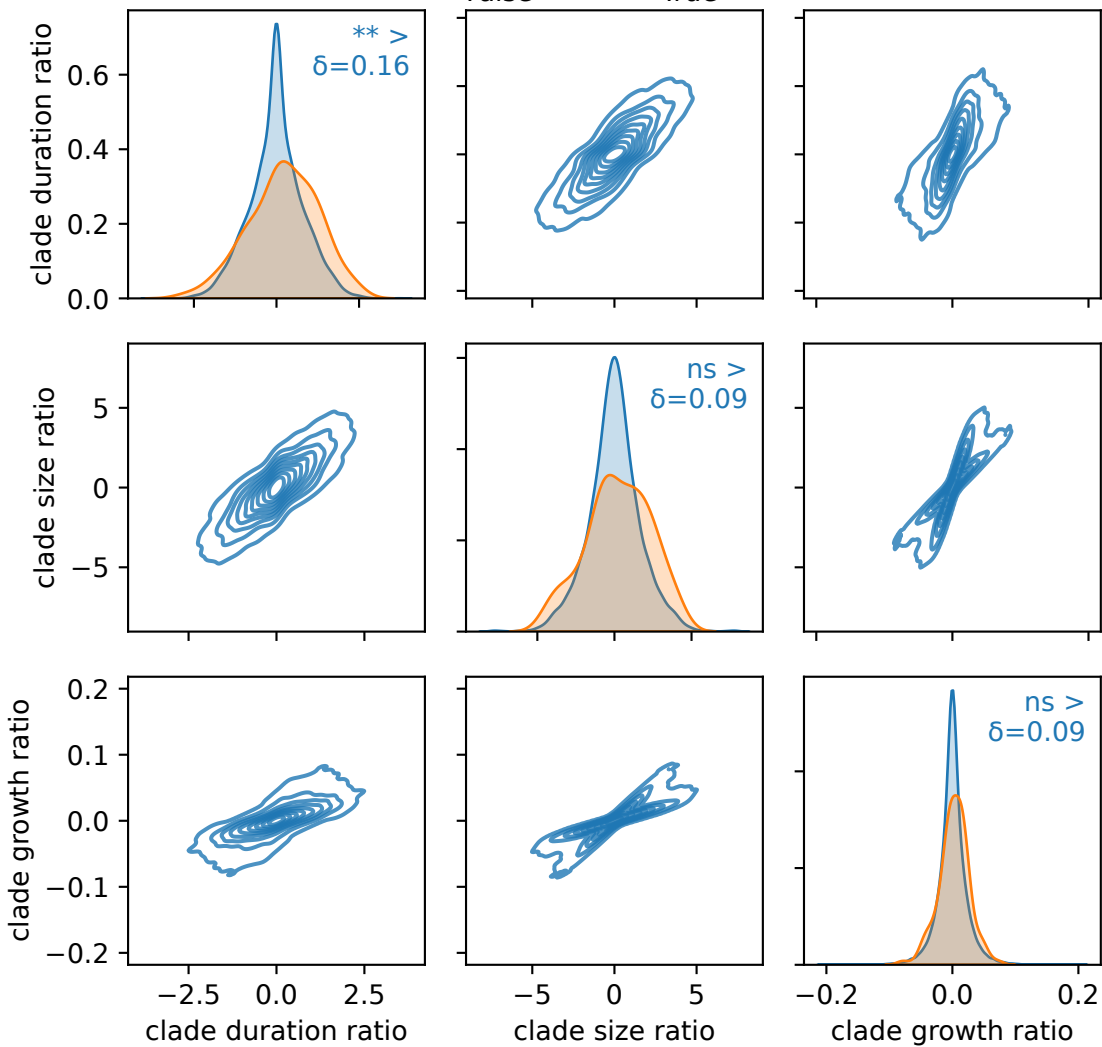 clade duration ratio
0.6
0.4
0.2
0.0
** >
δ=0.16
clade size ratio
5
0
−5
ns >
δ=0.09
clade growth ratio
0.2
0.1
0.0
−0.1
−0.2
ns >
δ=0.09
−2.5 0.0 2.5
−5 0 5
−0.2 0.0 0.2
clade duration ratio
clade size ratio
clade growth ratio